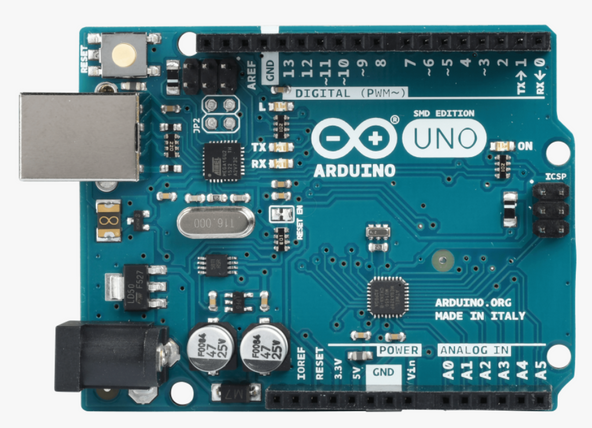 RESET
AREF
GND
13
12
~11
~10
~9
8
7
~6
~5
4
~3
2
TX→1
RX←0
DIGITAL (PWM~)
JP2
L
TX
RX
SMD EDITION
®
UNO
ARDUINO
ON
ICSP
RESET EN
ARDUINO.ORG
MADE IN ITALY
F0084
47
25V
F0084
47
25V
IOREF
RESET
3.3V
5V
POWER
GND
Vin
ANALOG IN
A0
A1
A2
A3
A4
A5